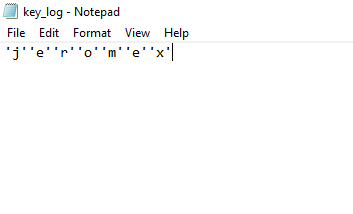 key_log - Notepad
File Edit Format View Help
'j''e''r''o''m''e''x'